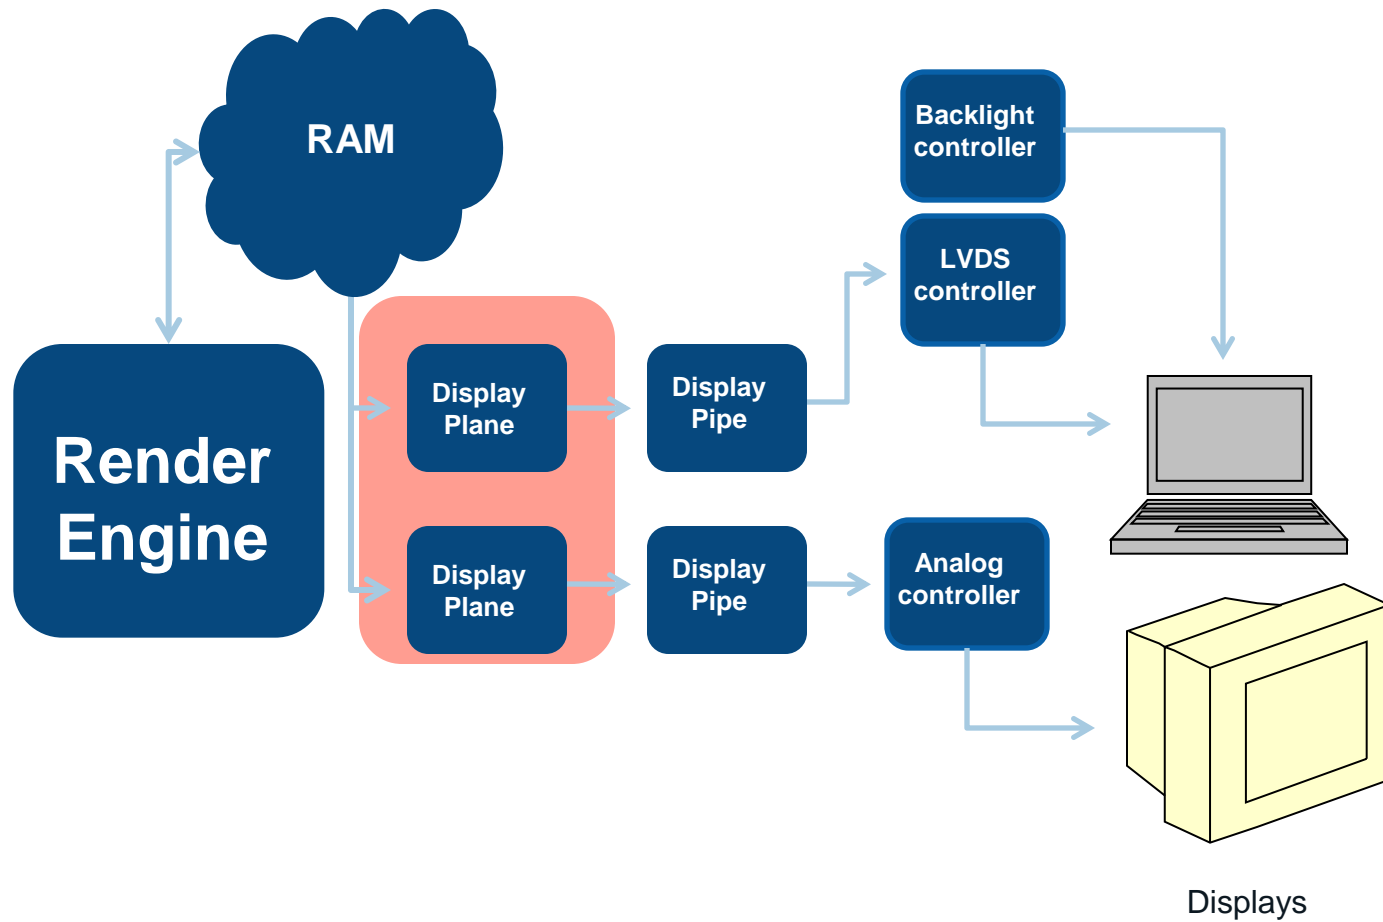 RAM
Backlight
controller
LVDS
controller
Render
Engine
Display
Plane
Display
Pipe
Display
Plane
Display
Pipe
Analog
controller
Displays